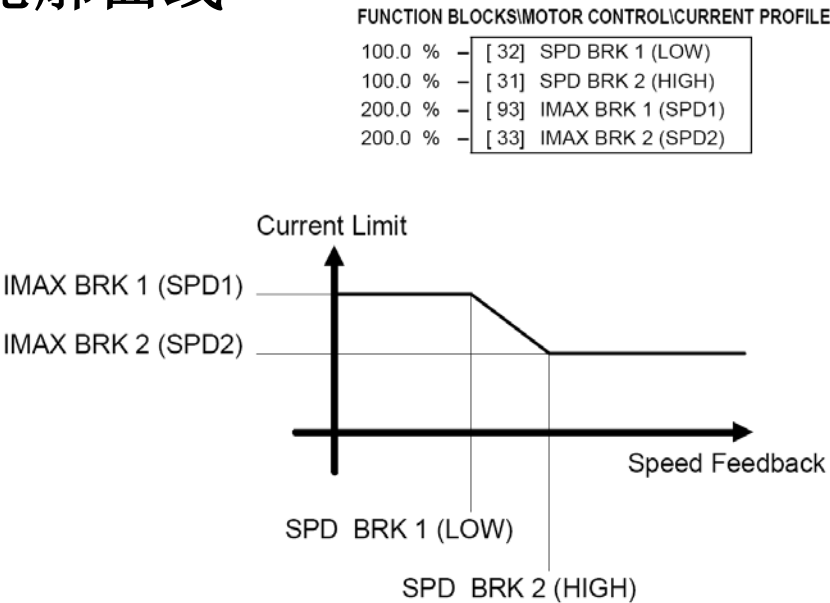 曲线
FUNCTION BLOCKS\MOTOR CONTROL\CURRENT PROFILE
100.0 % [ 32] SPD BRK 1 (LOW)
100.0 % [ 31] SPD BRK 2 (HIGH)
200.0 % [ 93] IMAX BRK 1 (SPD1)
200.0 % [ 33] IMAX BRK 2 (SPD2)
Current Limit
IMAX BRK 1 (SPD1)
IMAX BRK 2 (SPD2)
Speed Feedback
SPD BRK 1 (LOW)
SPD BRK 2 (HIGH)